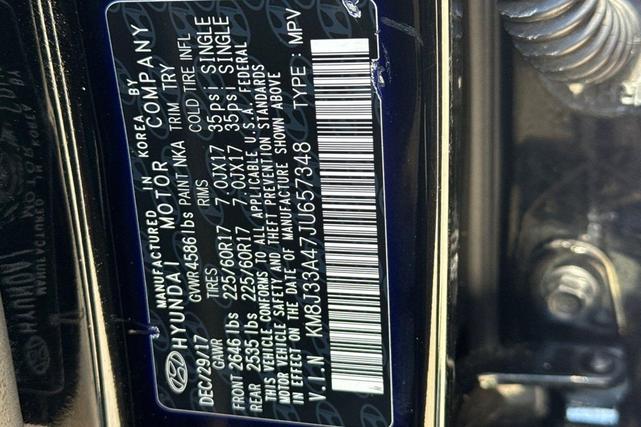 MANUFACTURED IN KOREA BY
HYUNDAI MOTOR COMPANY
DEC/29/17 GVWR 4586 lbs PAINT NKA TRIM TRY
GAWR TIRES RIMS COLD TIRE INFL
FRONT 2646 lbs 225/60R17 7.0JX17 35psi SINGLE
REAR 2535 lbs 225/60R17 7.0JX17 35psi SINGLE
THIS VEHICLE CONFORMS TO ALL APPLICABLE U.S.A. FEDERAL
MOTOR VEHICLE SAFETY AND THEFT PREVENTION STANDARDS
IN EFFECT ON THE DATE OF MANUFACTURE SHOWN ABOVE
V.I.N KM8J33A47JU657348 TYPE: MPV